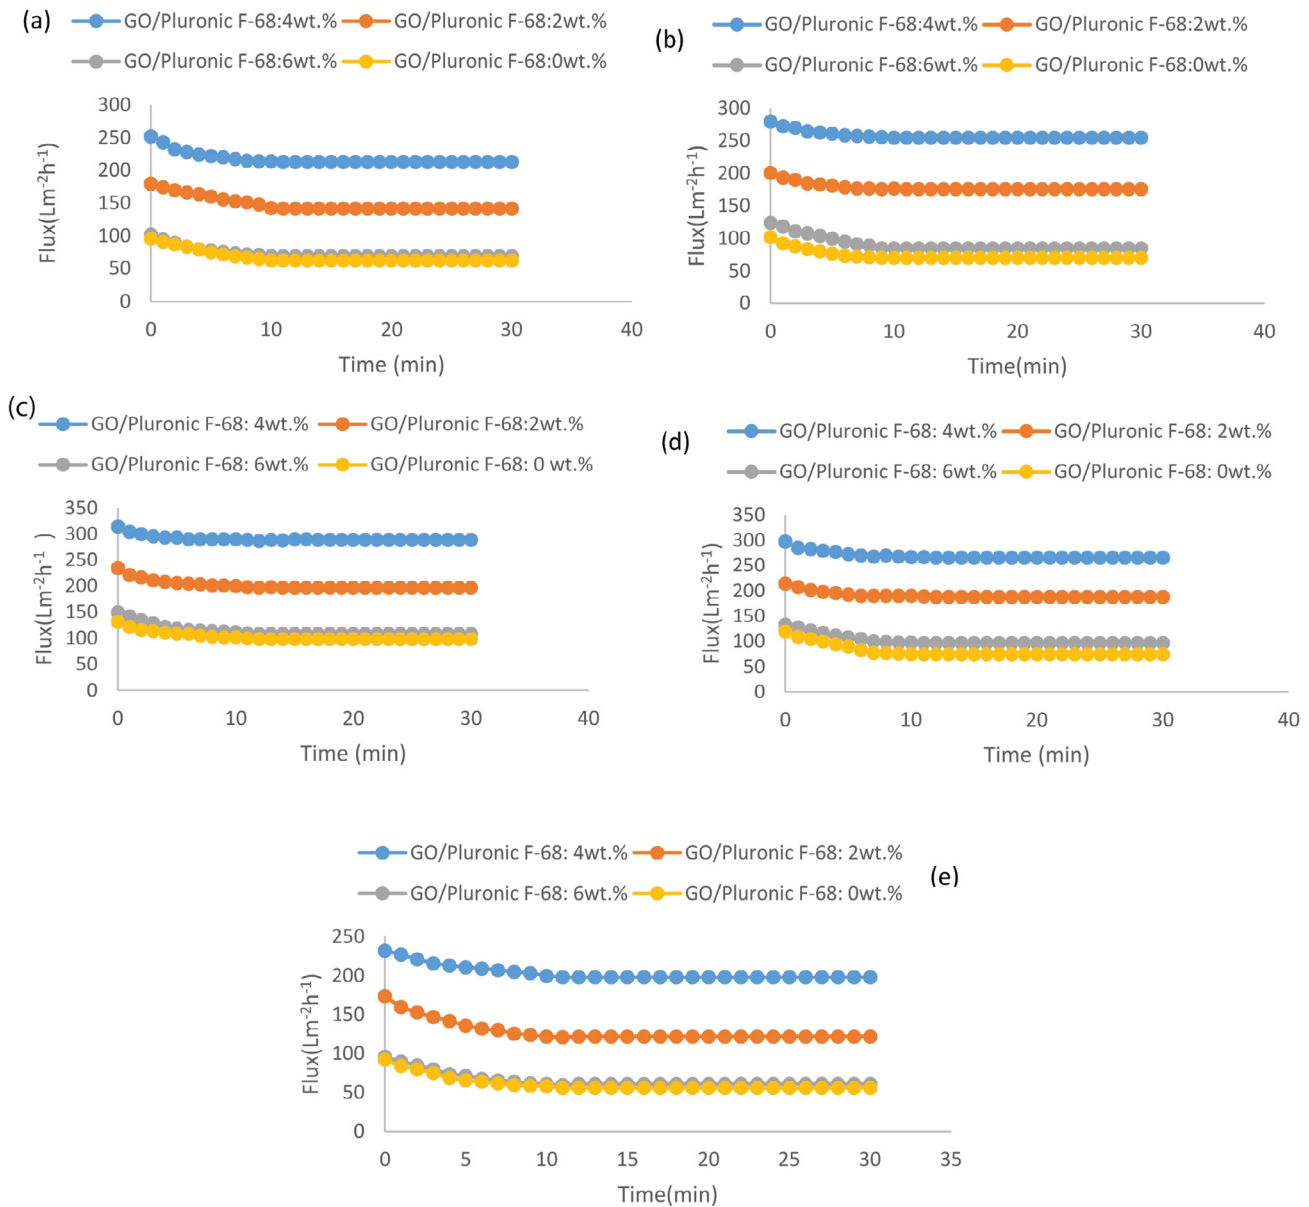 (a)
GO/Pluronic F-68:4wt.% GO/Pluronic F-68:2wt.%
GO/Pluronic F-68:6wt.% GO/Pluronic F-68:0wt.%
Flux(Lm⁻²h⁻¹)
300
250
200
150
100
50
0
0 10 20 30 40
Time (min)
(b)
GO/Pluronic F-68:4wt.% GO/Pluronic F-68:2wt.%
GO/Pluronic F-68:6wt.% GO/Pluronic F-68:0wt.%
Flux(Lm⁻²h⁻¹)
300
250
200
150
100
50
0
0 10 20 30 40
Time(min)
(c)
GO/Pluronic F-68: 4wt.% GO/Pluronic F-68:2wt.%
GO/Pluronic F-68: 6wt.% GO/Pluronic F-68: 0 wt.%
Flux(Lm⁻²h⁻¹ )
350
300
250
200
150
100
50
0
0 10 20 30 40
Time (min)
(d)
GO/Pluronic F-68: 4wt.% GO/Pluronic F-68: 2wt.%
GO/Pluronic F-68: 6wt.% GO/Pluronic F-68: 0wt.%
Flux(Lm⁻²h⁻¹)
350
300
250
200
150
100
50
0
0 10 20 30 40
Time (min)
(e)
GO/Pluronic F-68: 4wt.% GO/Pluronic F-68: 2wt.%
GO/Pluronic F-68: 6wt.% GO/Pluronic F-68: 0wt.%
Flux(Lm⁻²h⁻¹)
250
200
150
100
50
0
0 5 10 15 20 25 30 35
Time(min)